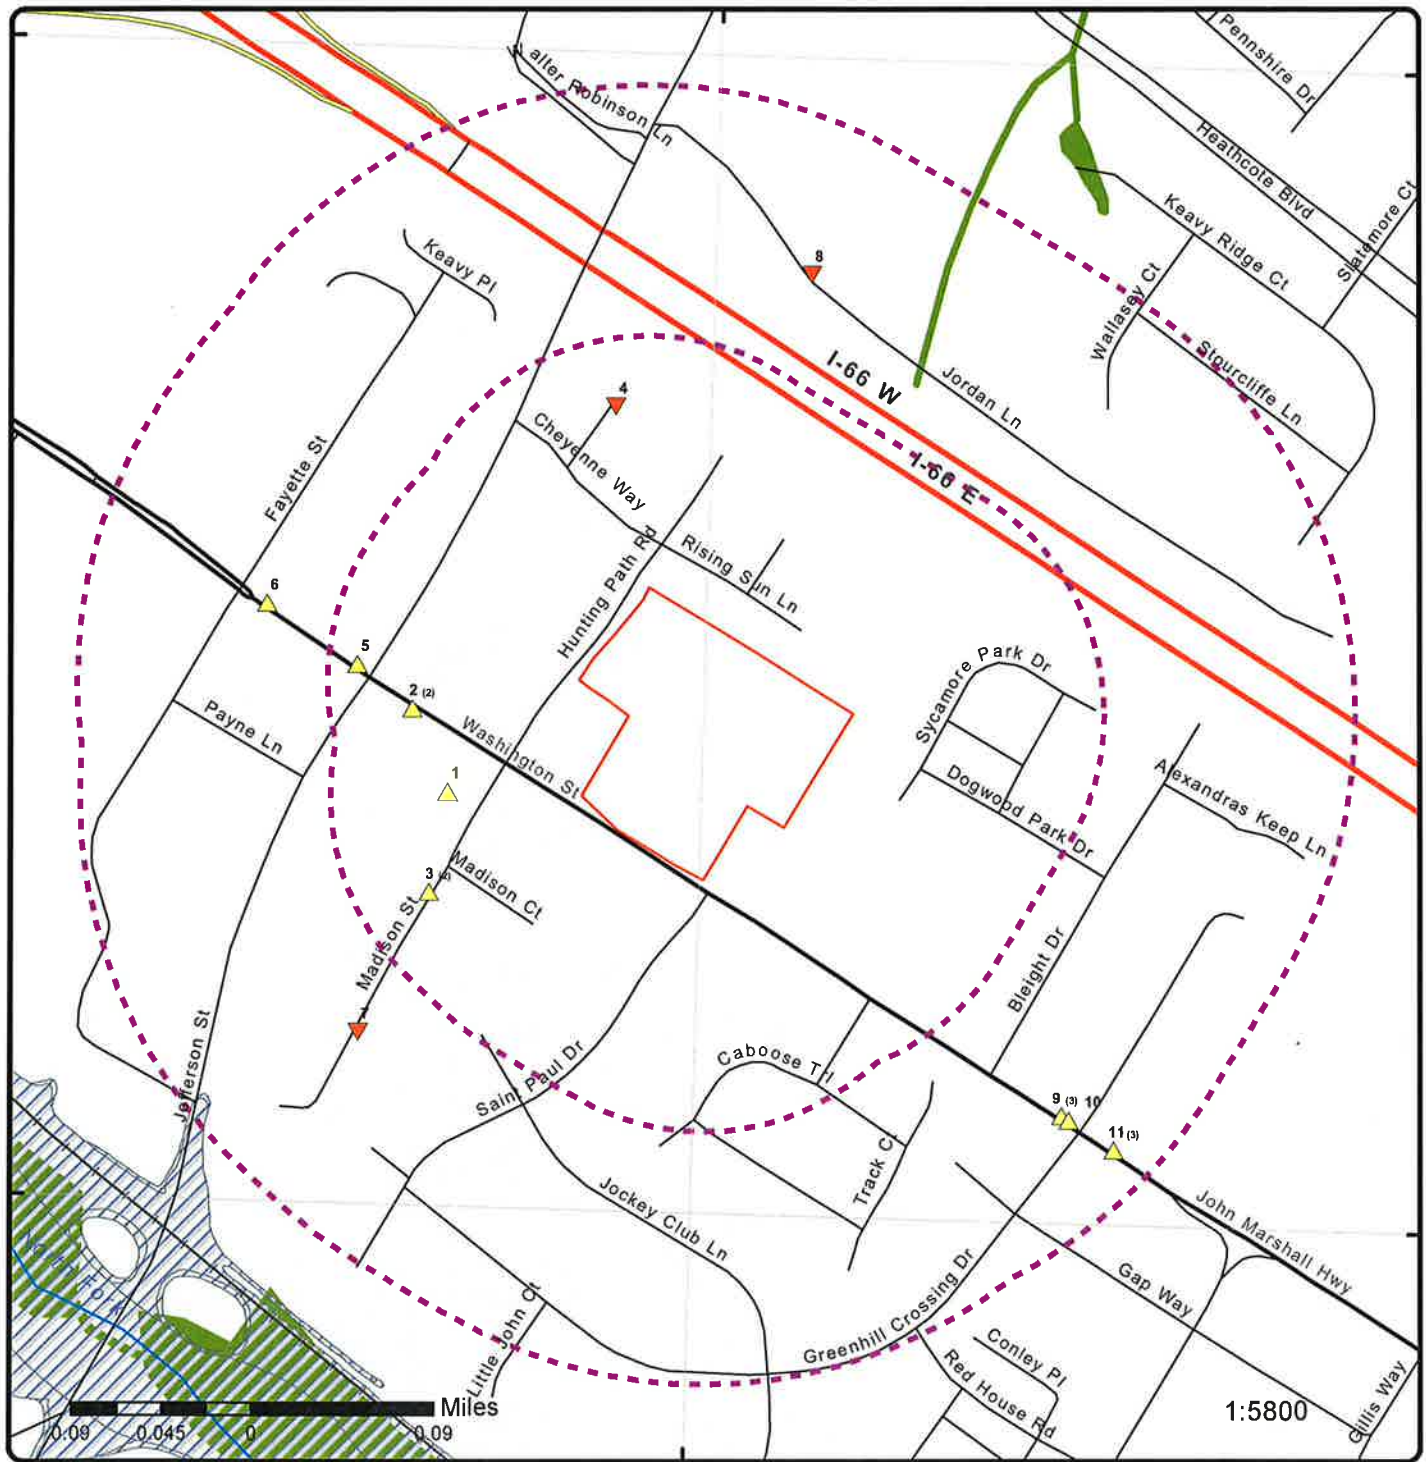 Pennshire Dr
Walter Robinson Ln
Heathcote Blvd
Slatemore Ct
Keavy Ridge Ct
Keavy Pl
8
Wallasey Ct
Stourcliffe Ln
I-66 W
Jordan Ln
4
Cheyenne Way
I-66 E
Fayette St
Hunting Path Rd
Rising Sun Ln
6
5
2 (2)
Sycamore Park Dr
Payne Ln
Washington St
1
Dogwood Park Dr
Alexandras Keep Ln
3
Madison Ct
Madison St
Bleight Dr
7
Jefferson St
Saint Paul Dr
Caboose Trl
9 (3) 10
11 (3)
Track Ct
Jockey Club Ln
John Marshall Hwy
North Fork
Gap Way
Greenhill Crossing Dr
Little John Ct
Conley Pl
Red House Rd
Gillis Way
Miles
0.09 0.045 0 0.09
1:5800